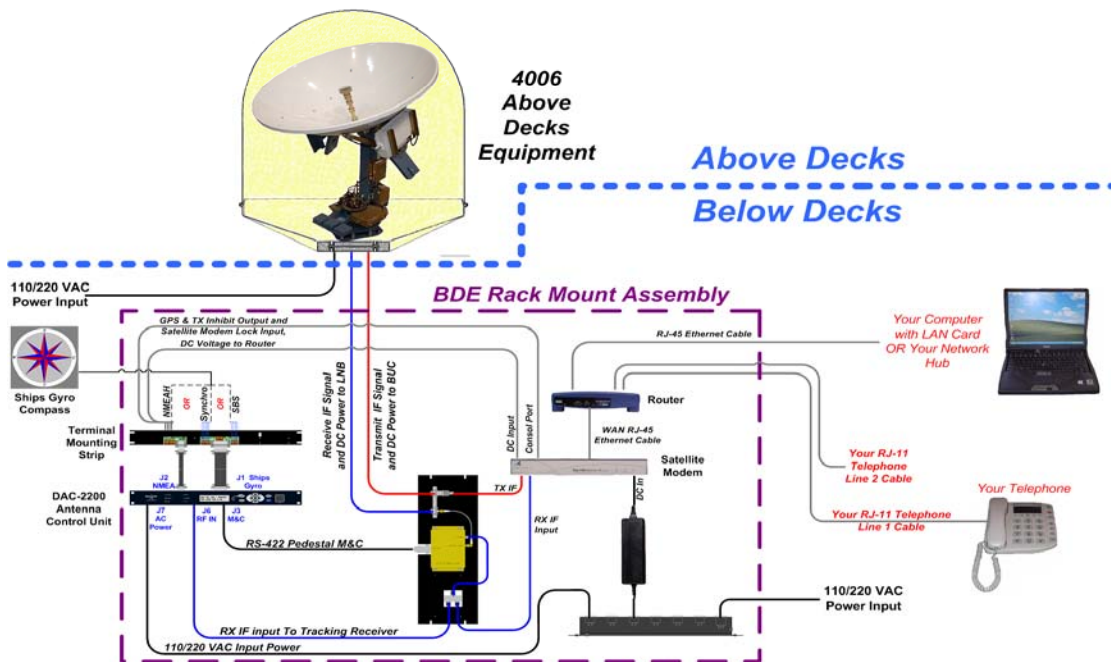 4006
Above
Decks
Equipment
Above Decks
Below Decks
110/220 VAC
Power Input
BDE Rack Mount Assembly
GPS & TX Inhibit Output and
Satellite Modem Lock Input,
DC Voltage to Router
RJ-45 Ethernet Cable
Your Computer
with LAN Card
OR Your Network
Hub
Ships Gyro
Compass
NMEAH
OR
Synchro
OR
SBS
Receive IF Signal
and DC Power to LNB
Transmit IF Signal
and DC Power to BUC
DC Input
Consol Port
Router
WAN RJ-45
Ethernet Cable
Terminal
Mounting
Strip
Satellite
Modem
Your RJ-11
Telephone
Line 2 Cable
J2
NMEA
J1 Ships
Gyro
TX IF
DC In
Your Telephone
DAC-2200
Antenna
Control Unit
J7
AC
Power
J6
RF IN
J3
M&C
RX IF
Input
Your RJ-11 Telephone
Line 1 Cable
RS-422 Pedestal M&C
110/220 VAC
Power Input
RX IF input To Tracking Receiver
110/220 VAC Input Power